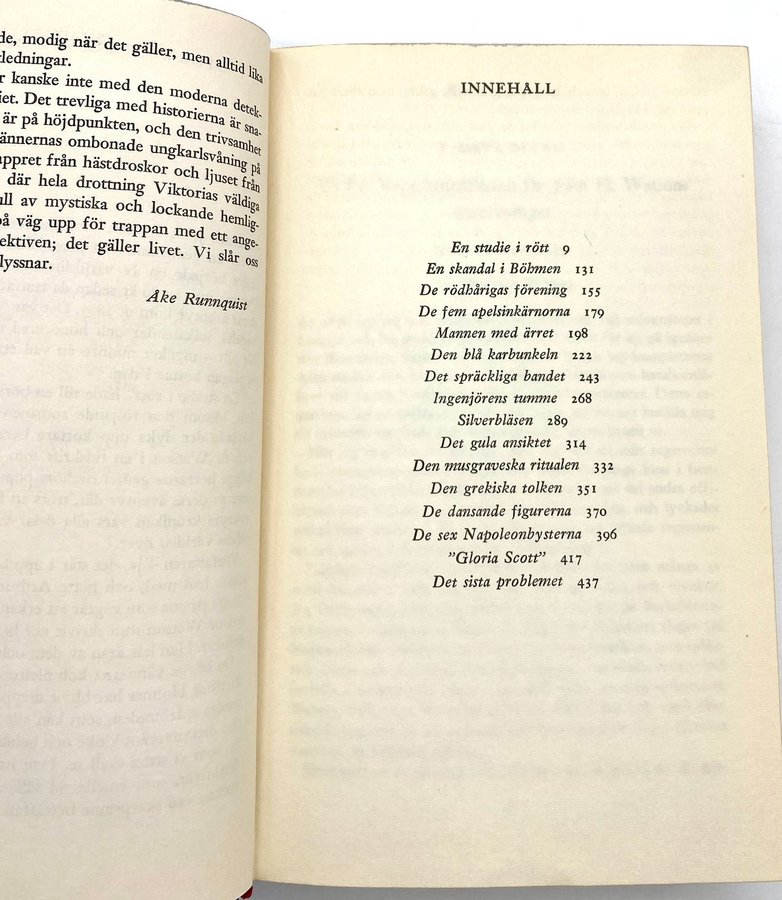 de, modig när det gäller, men alltid lika
ledningar.
r kanske inte med den moderna detek-
iet. Det trevliga med historierna är sna-
är på höjdpunkten, och den trivsamhet
ännernas ombonade ungkarlsvåning på
appret från hästdroskor och ljuset från
där hela drottning Viktorias väldiga
ull av mystiska och lockande hemlig-
på väg upp för trappan med ett ange-
ektiven; det gäller livet. Vi slår oss
lyssnar.
Åke Runnquist
INNEHALL
En studie i rött 9
En skandal i Böhmen 131
De rödhårigas förening 155
De fem apelsinkärnorna 179
Mannen med ärret 198
Den blå karbunkeln 222
Det spräckliga bandet 243
Ingenjörens tumme 268
Silverbläsen 289
Det gula ansiktet 314
Den musgraveska ritualen 332
Den grekiska tolken 351
De dansande figurerna 370
De sex Napoleonbysterna 396
”Gloria Scott” 417
Det sista problemet 437